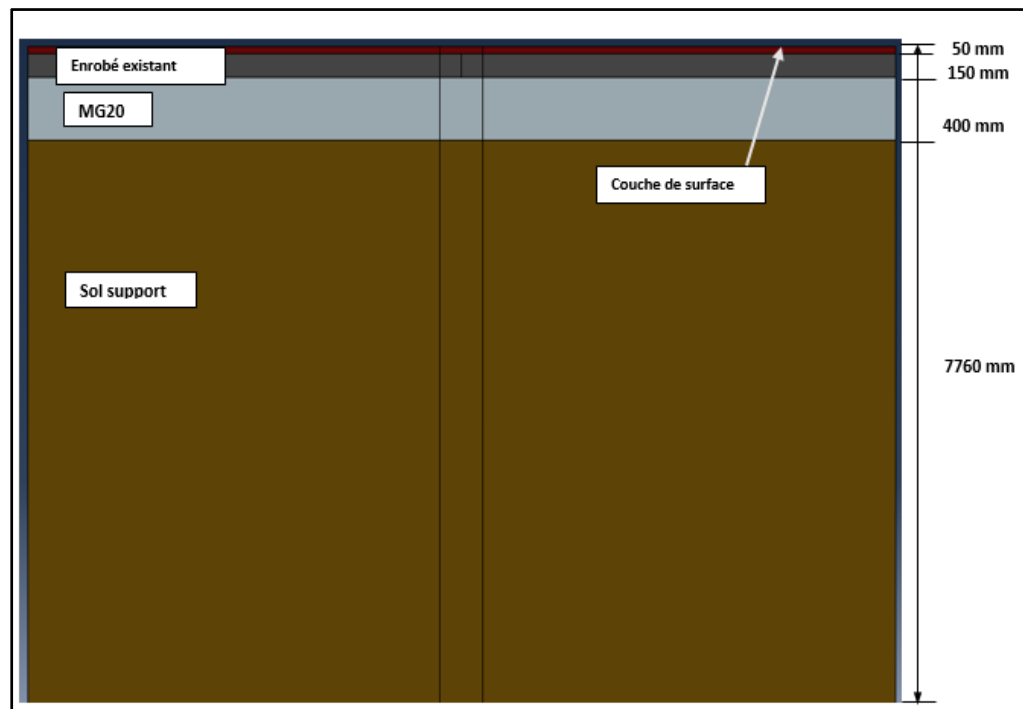 50 mm
Enrobé existant
150 mm
MG20
400 mm
Couche de surface
Sol support
7760 mm